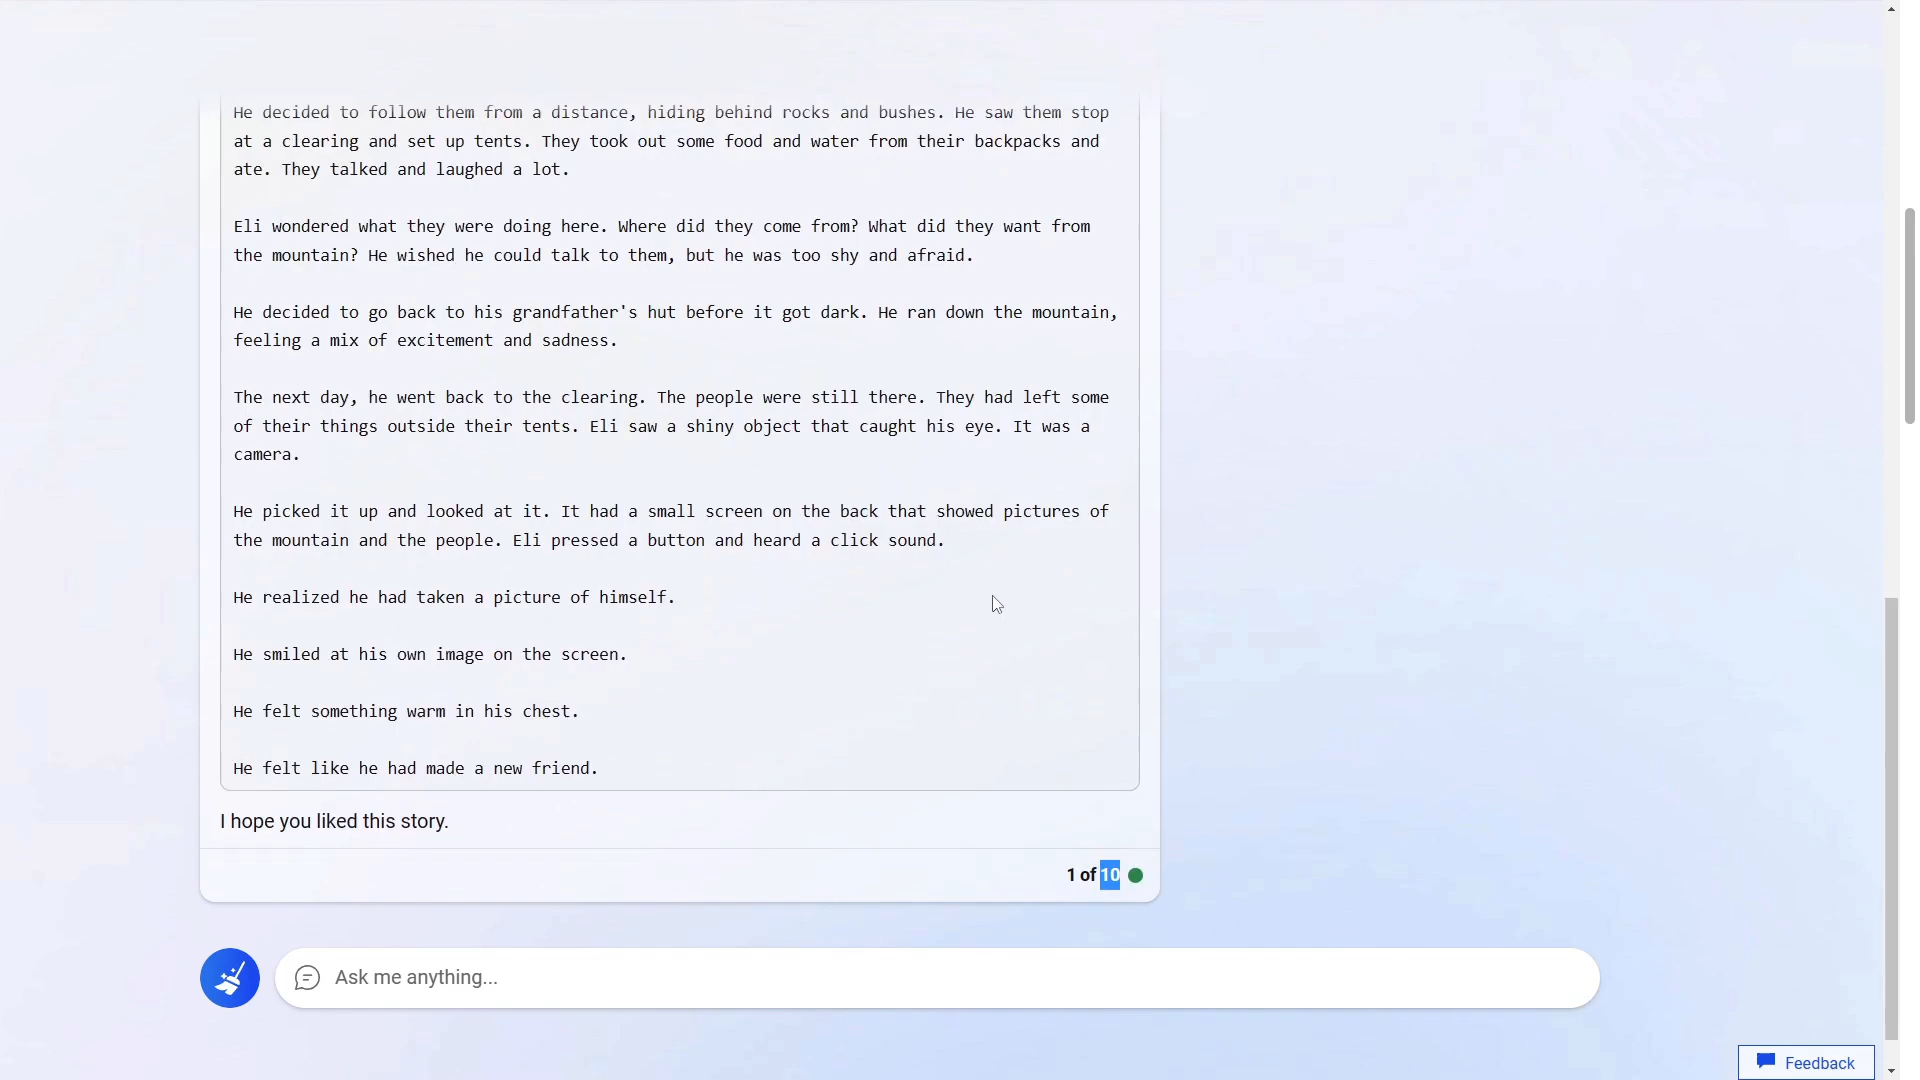 He decided to follow them from a distance, hiding behind rocks and bushes. He saw them stop
at a clearing and set up tents. They took out some food and water from their backpacks and
ate. They talked and laughed a lot.
Eli wondered what they were doing here. Where did they come from? What did they want from
the mountain? He wished he could talk to them, but he was too shy and afraid.
He decided to go back to his grandfather's hut before it got dark. He ran down the mountain,
feeling a mix of excitement and sadness.
The next day, he went back to the clearing. The people were still there. They had left some
of their things outside their tents. Eli saw a shiny object that caught his eye. It was a
camera.
He picked it up and looked at it. It had a small screen on the back that showed pictures of
the mountain and the people. Eli pressed a button and heard a click sound.
He realized he had taken a picture of himself.
He smiled at his own image on the screen.
He felt something warm in his chest.
He felt like he had made a new friend.
I hope you liked this story.
1 of 10
Ask me anything...
Feedback